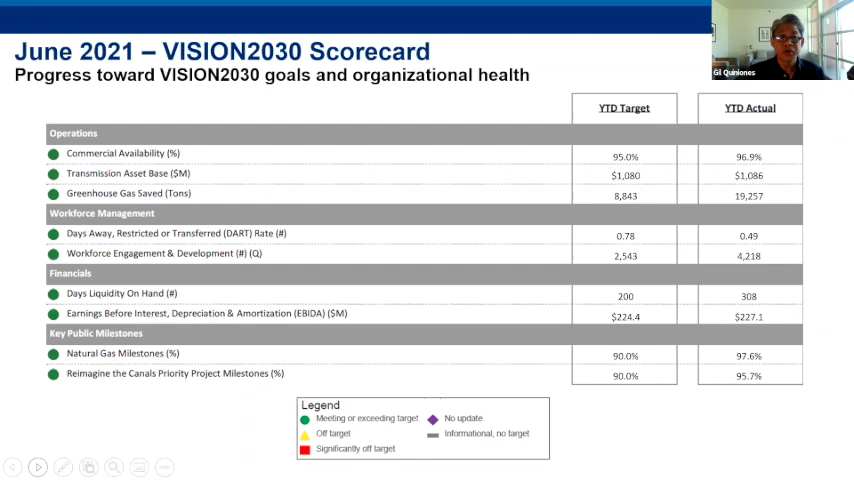 June 2021 – VISION2030 Scorecard
Progress toward VISION2030 goals and organizational health
Gil Quiniones
YTD Target YTD Actual
Operations
Commercial Availability (%) 95.0% 96.9%
Transmission Asset Base ($M) $1,080 $1,086
Greenhouse Gas Saved (Tons) 8,843 19,257
Workforce Management
Days Away, Restricted or Transferred (DART) Rate (#) 0.78 0.49
Workforce Engagement & Development (#) (Q) 2,543 4,218
Financials
Days Liquidity On Hand (#) 200 308
Earnings Before Interest, Depreciation & Amortization (EBIDA) ($M) $224.4 $227.1
Key Public Milestones
Natural Gas Milestones (%) 90.0% 97.6%
Reimagine the Canals Priority Project Milestones (%) 90.0% 95.7%
Legend
Meeting or exceeding target No update
Off target Informational, no target
Significantly off target